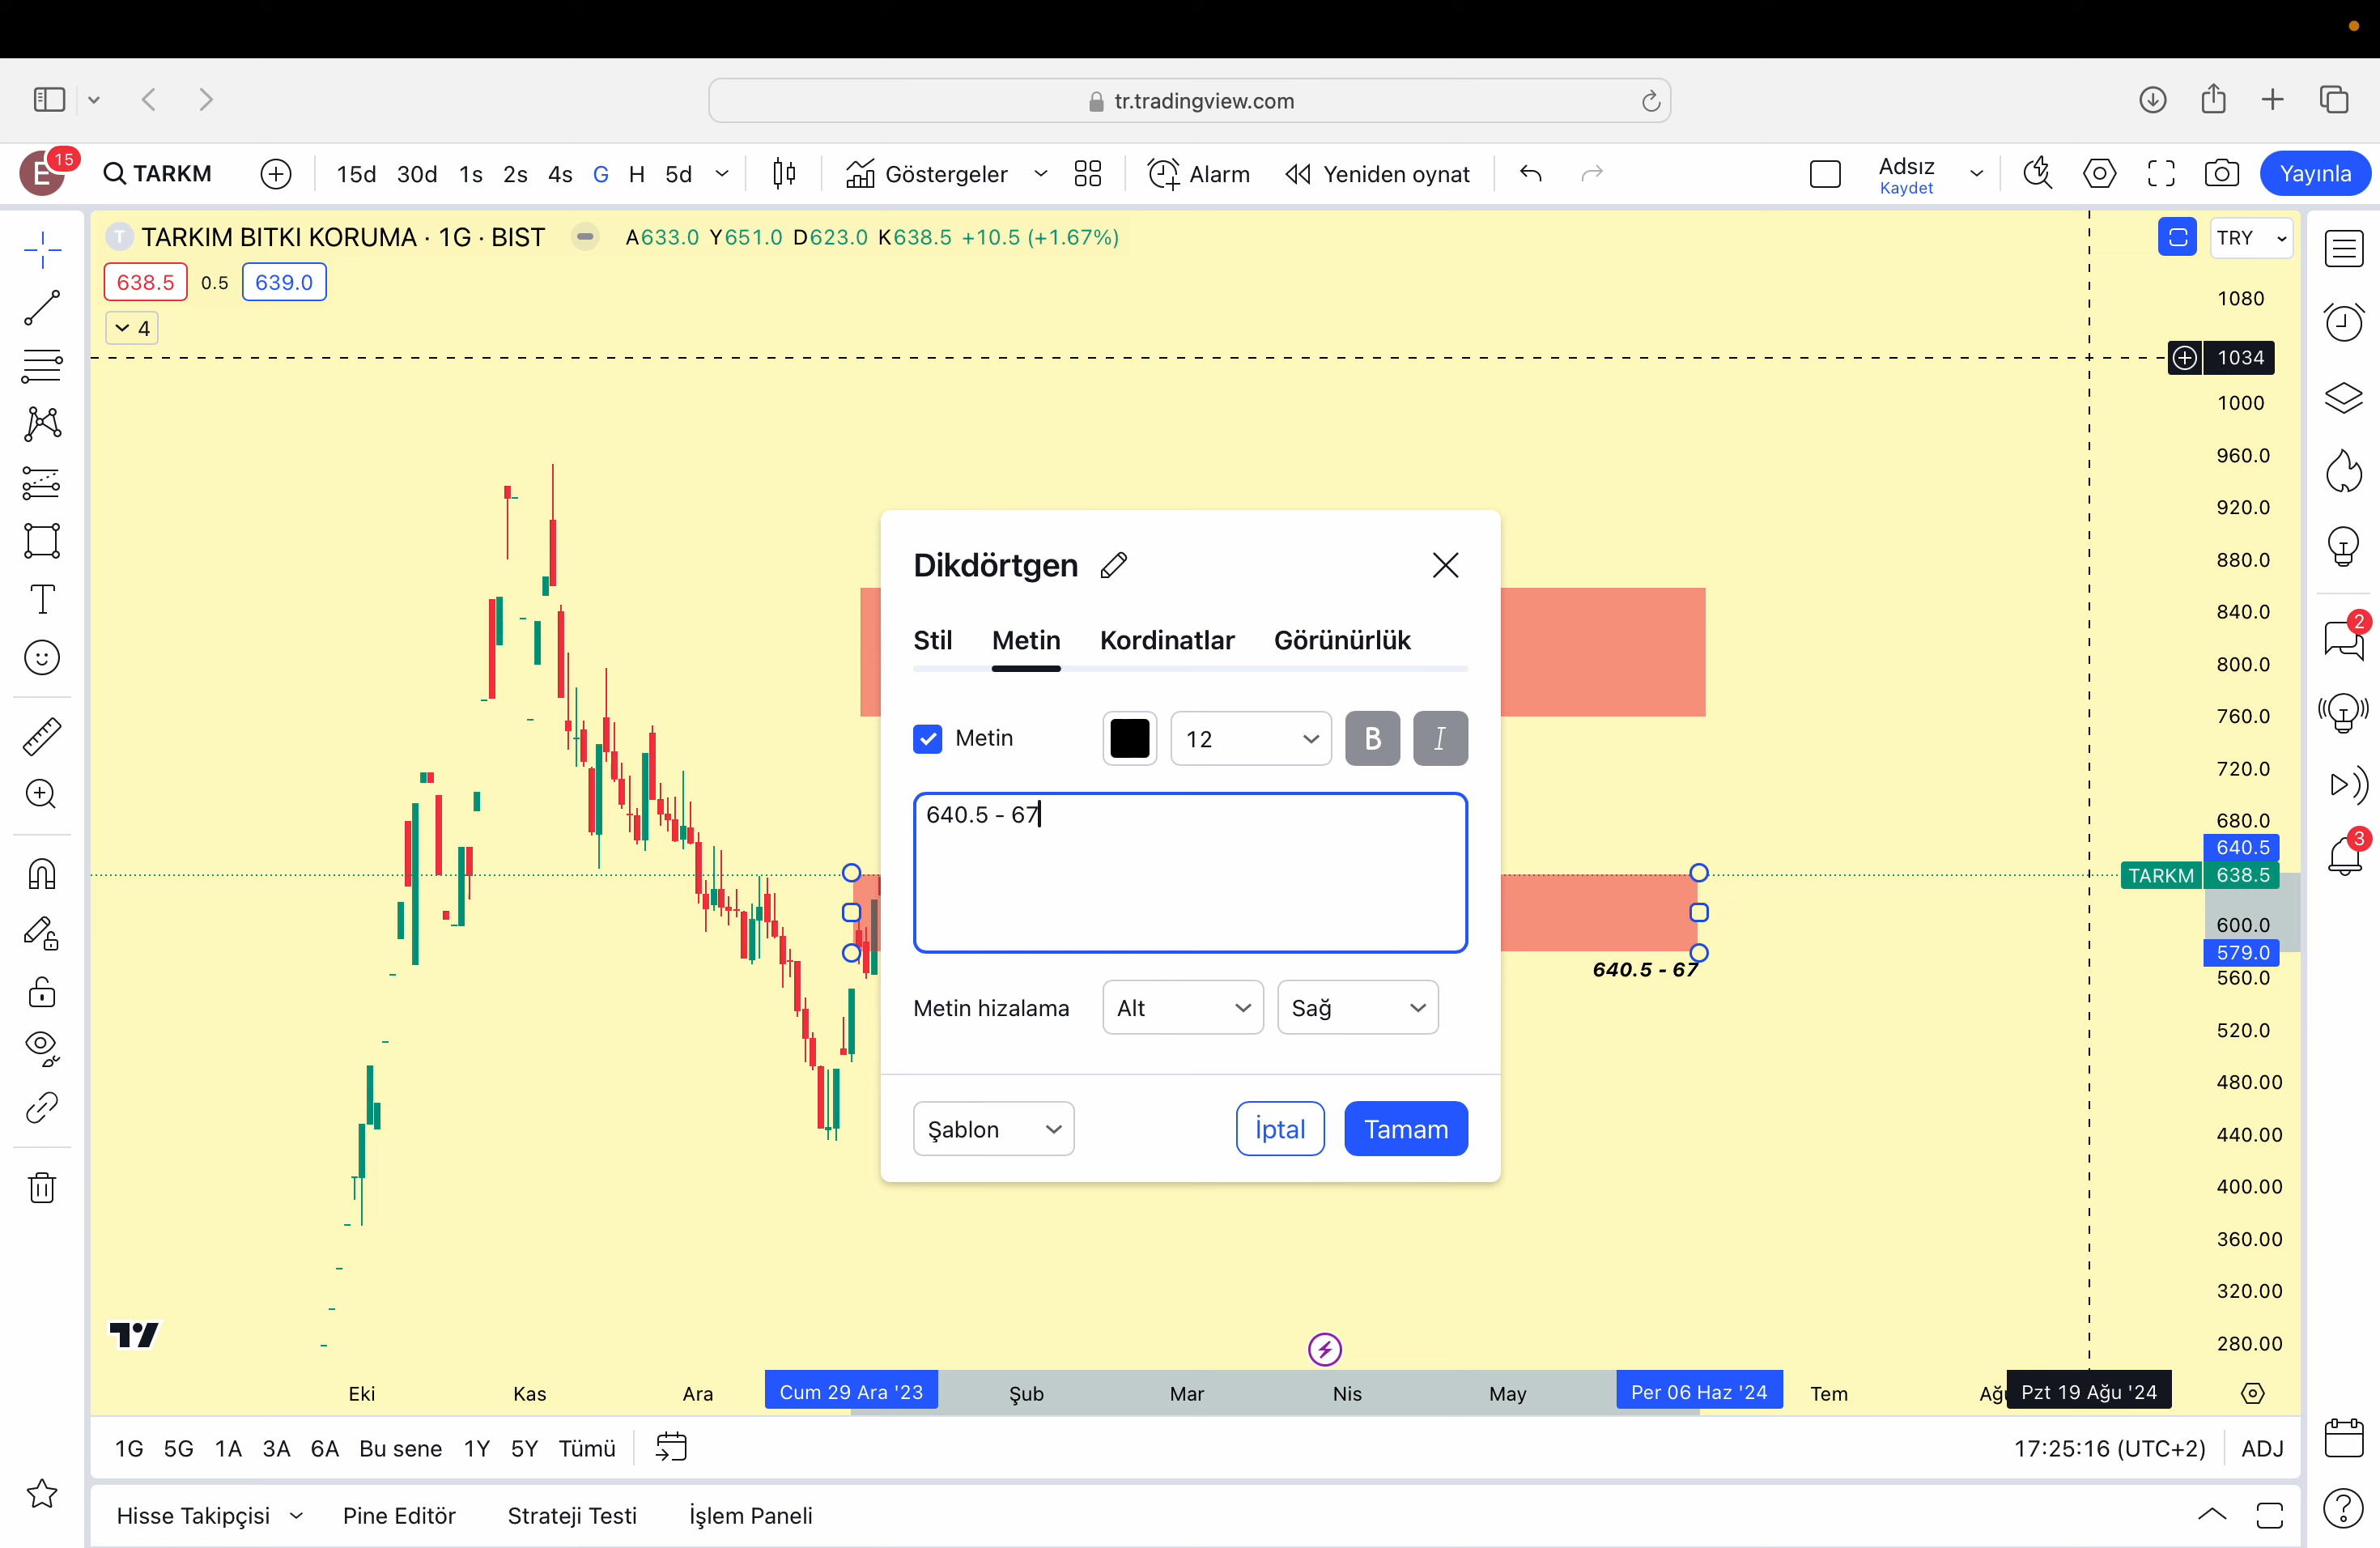 tr.tradingview.com
E 15 TARKM 15d 30d 1s 2s 4s G H 5d Göstergeler Alarm Yeniden oynat Adsız Kaydet Yayınla
T TARKIM BITKI KORUMA · 1G · BIST A633.0 Y651.0 D623.0 K638.5 +10.5 (+1.67%) TRY
638.5 0.5 639.0
4
1080
1034
1000
960.0
920.0
880.0
840.0
800.0
760.0
720.0
680.0
640.5
TARKM 638.5
600.0
579.0
560.0
520.0
480.00
440.00
400.00
360.00
320.00
280.00
Dikdörtgen
Stil Metin Kordinatlar Görünürlük
Metin 12 B I
640.5 - 67
640.5 - 67
Metin hizalama Alt Sağ
Şablon İptal Tamam
2
3
Eki Kas Ara Cum 29 Ara '23 Şub Mar Nis May Per 06 Haz '24 Tem Ağu Pzt 19 Ağu '24
1G 5G 1A 3A 6A Bu sene 1Y 5Y Tümü 17:25:16 (UTC+2) ADJ
Hisse Takipçisi Pine Editör Strateji Testi İşlem Paneli